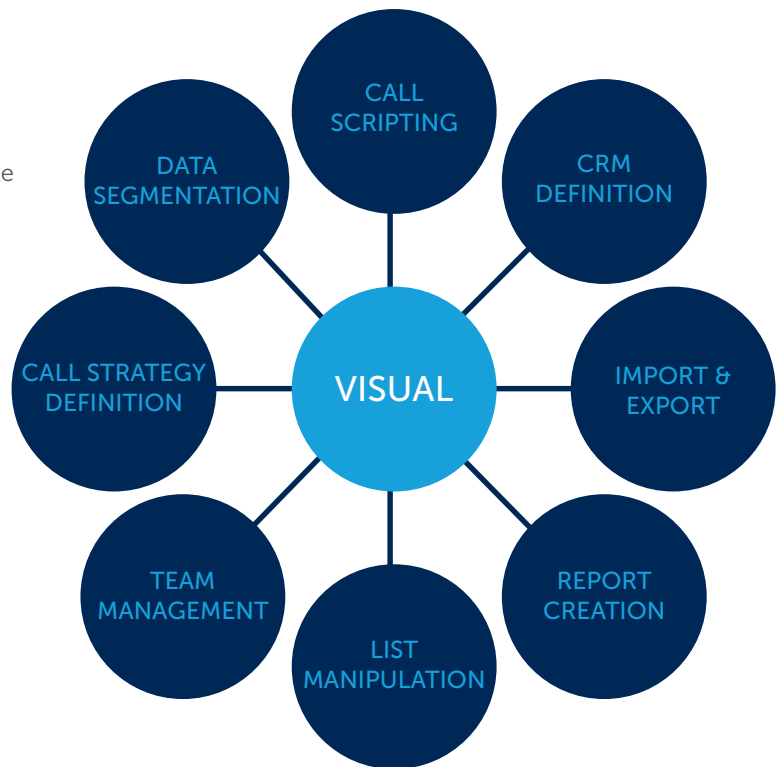 CALL
SCRIPTING
DATA
SEGMENTATION
CRM
DEFINITION
CALL STRATEGY
DEFINITION
VISUAL
IMPORT &
EXPORT
TEAM
MANAGEMENT
REPORT
CREATION
LIST
MANIPULATION